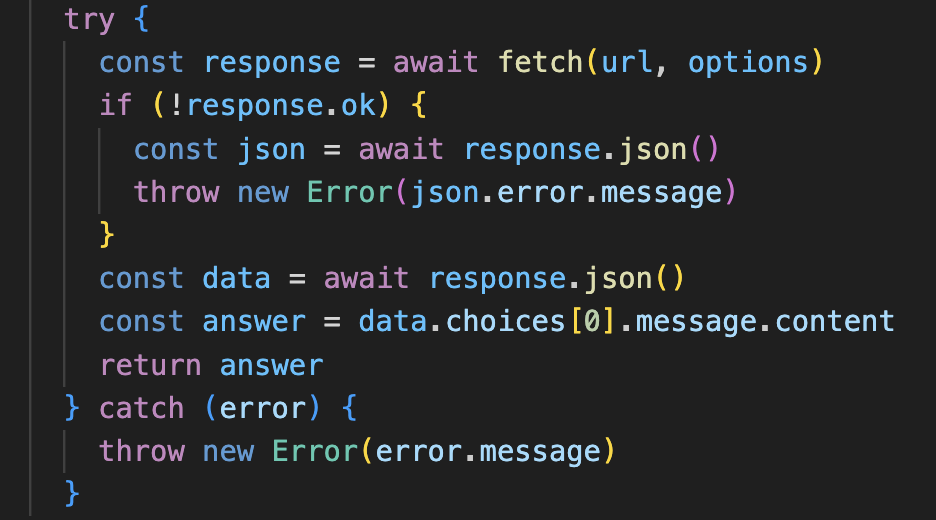 try {
const response = await fetch(url, options)
if (!response.ok) {
const json = await response.json()
throw new Error(json.error.message)
}
const data = await response.json()
const answer = data.choices[0].message.content
return answer
} catch (error) {
throw new Error(error.message)
}